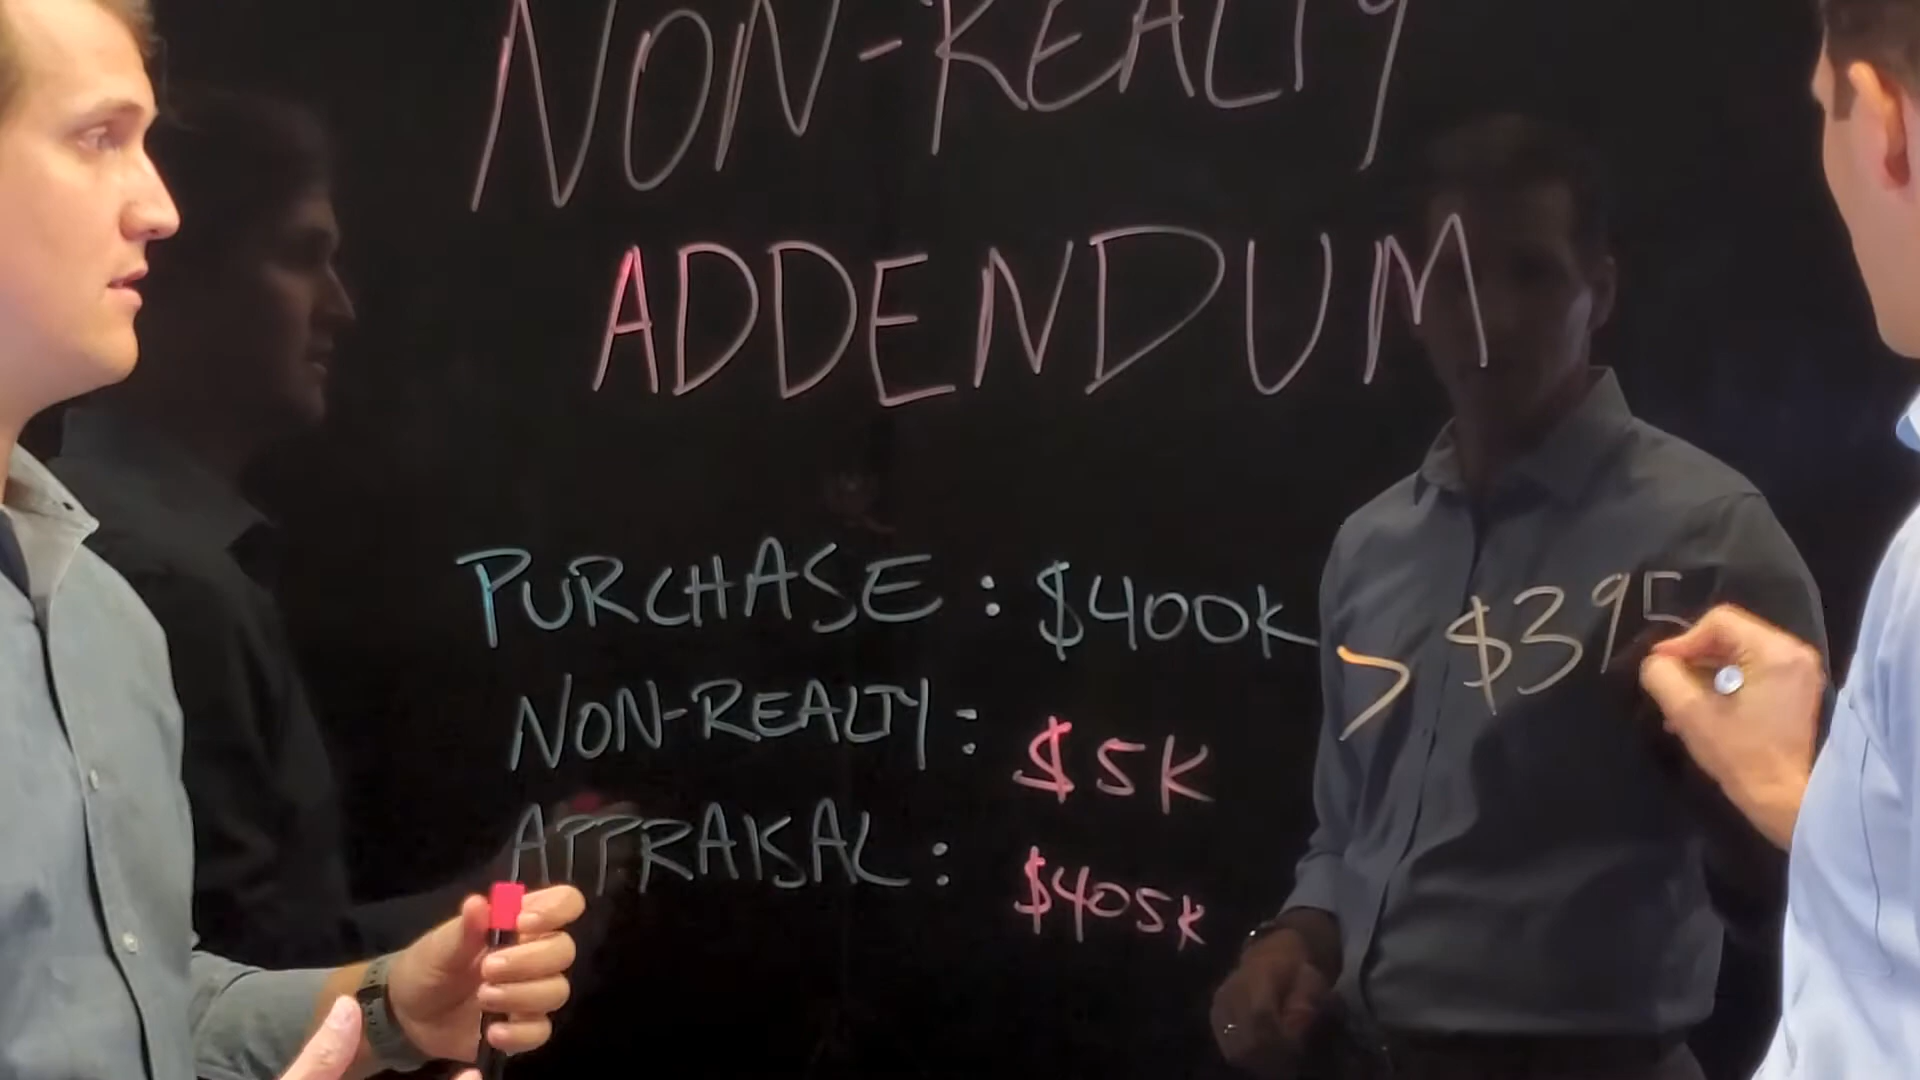 NON-REALTY
ADDENDUM
PURCHASE : $400K > $395
NON-REALTY : $5K
APPRAISAL : $405K